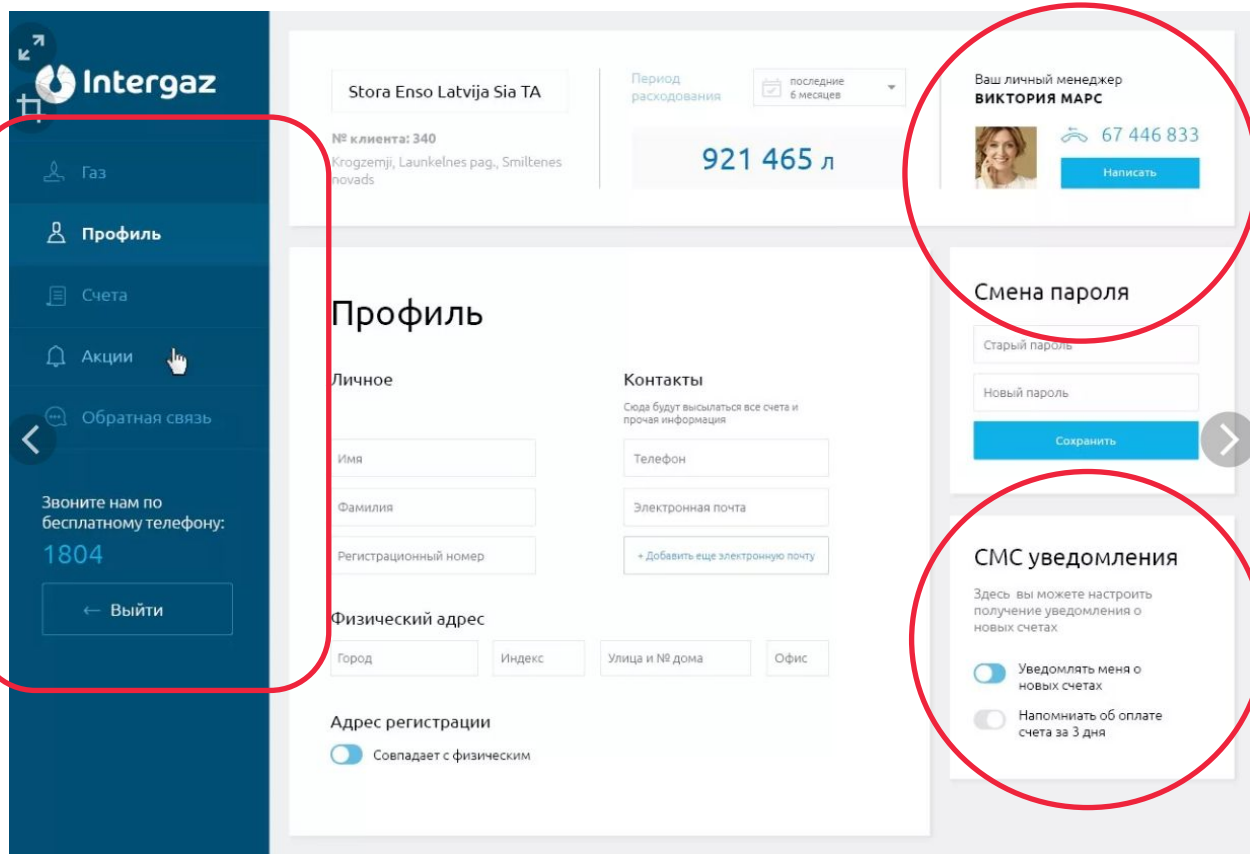 Intergaz
Газ
Профиль
Счета
Акции
Обратная связь
Звоните нам по
бесплатному телефону:
1804
← Выйти
Stora Enso Latvija Sia TA
№ клиента: 340
Krogzemji, Launkelnes pag., Smiltenes
novads
Период
расходования
последние
6 месяцев
921 465 л
Ваш личный менеджер
ВИКТОРИЯ МАРС
67 446 833
Написать
Профиль
Личное
Имя
Фамилия
Регистрационный номер
Контакты
Сюда будут высылаться все счета и
прочая информация
Телефон
Электронная почта
+ Добавить еще электронную почту
Физический адрес
Город
Индекс
Улица и № дома
Офис
Адрес регистрации
Совпадает с физическим
Смена пароля
Старый пароль
Новый пароль
Сохранить
СМС уведомления
Здесь вы можете настроить
получение уведомления о
новых счетах
Уведомлять меня о
новых счетах
Напомниать об оплате
счета за 3 дня